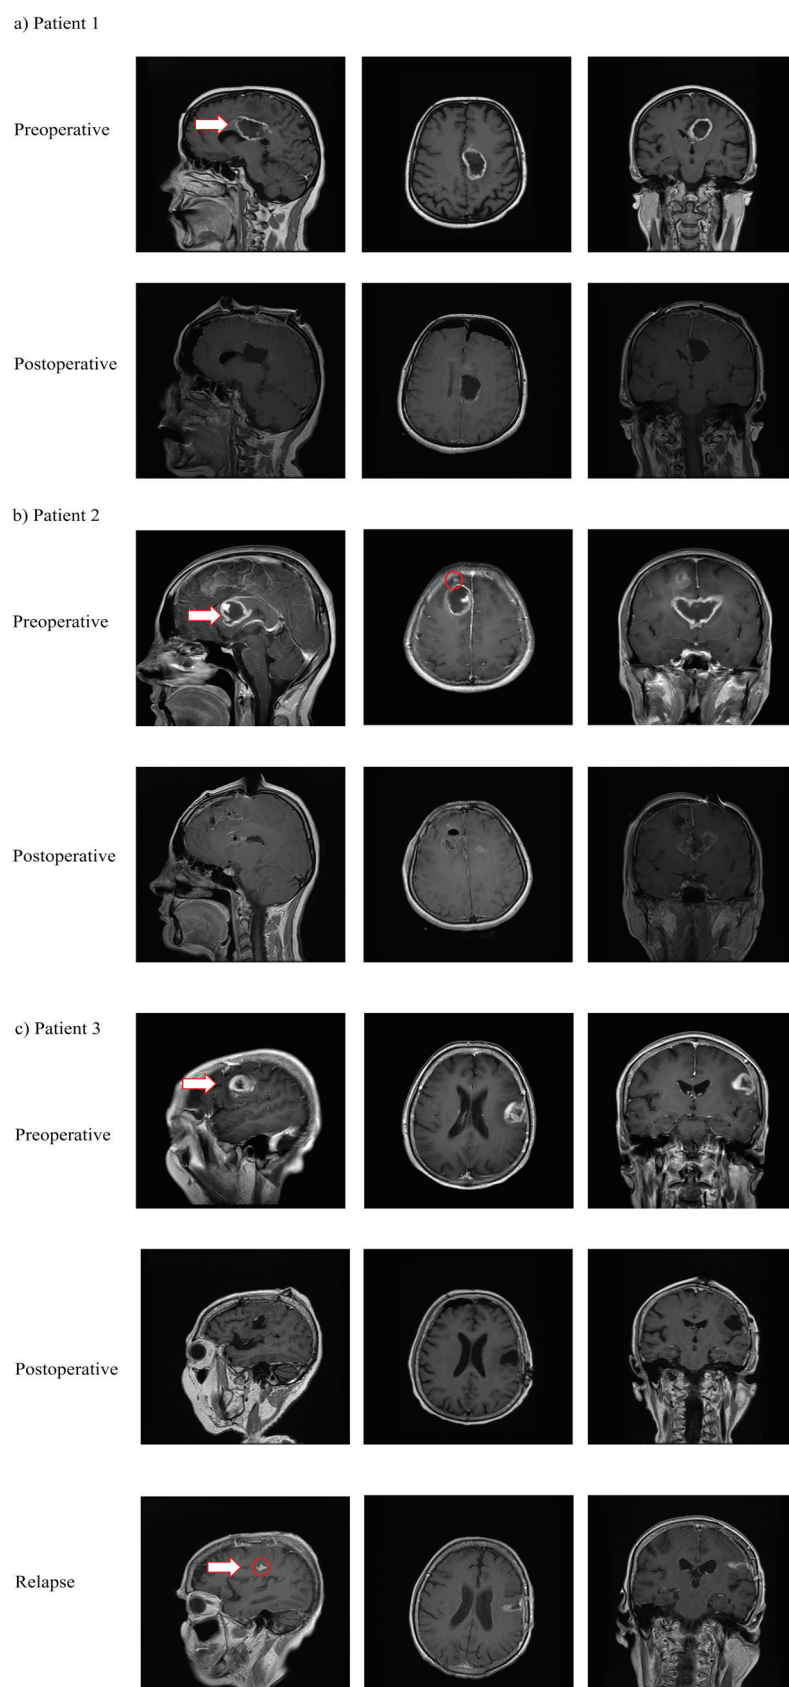 a) Patient 1
Preoperative
Postoperative
b) Patient 2
Preoperative
Postoperative
c) Patient 3
Preoperative
Postoperative
Relapse